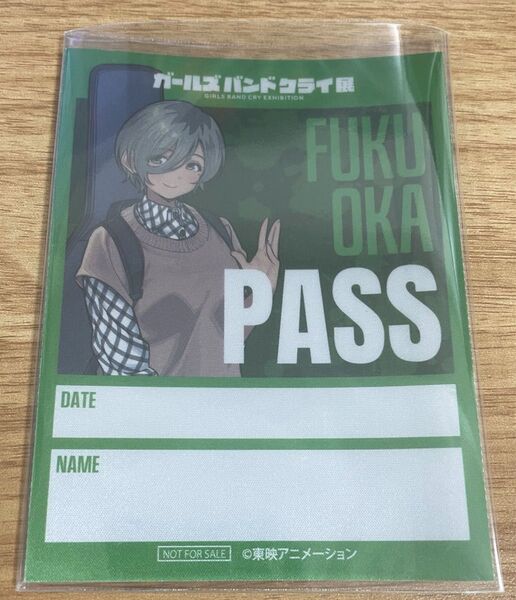 ガールズバンドクライ展
GIRLS BAND CRY EXHIBITION
FUKU
OKA
PASS
DATE
NAME
NOT FOR SALE ©東映アニメーション